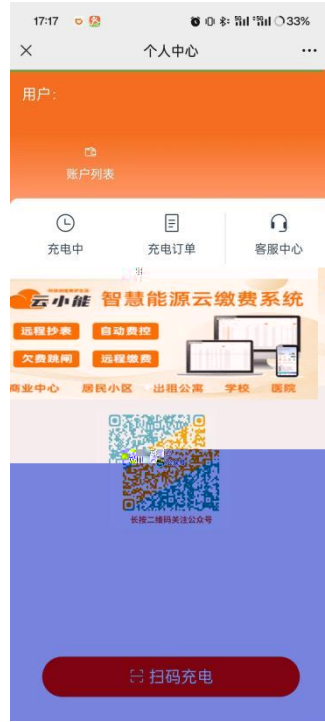 17:17 33%
个人中心
用户:
账户列表
充电中 充电订单 客服中心
云小能 智慧能源云缴费系统
远程抄表 自动费控
欠费跳闸 远程缴费
商业中心 居民小区 出租公寓 学校 医院
长按二维码关注公众号
扫码充电